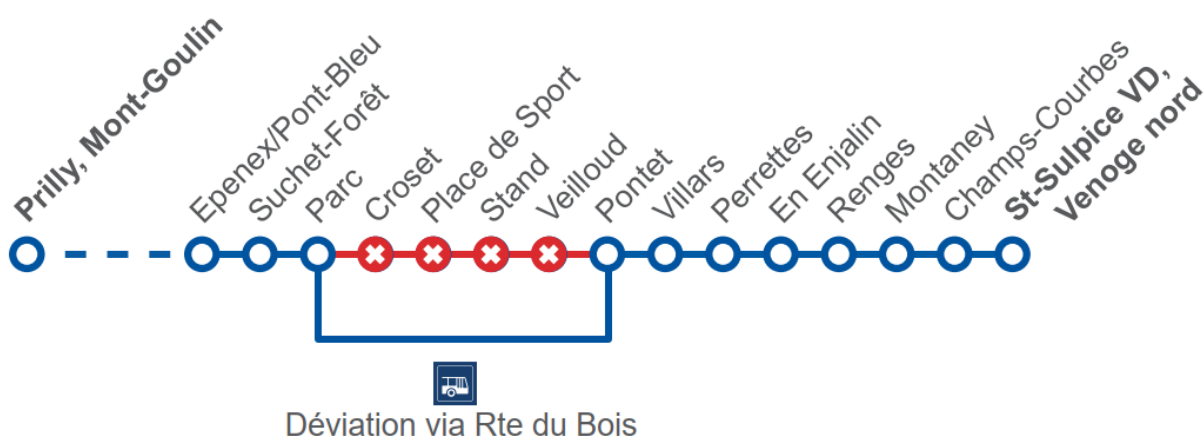 Prilly, Mont-Goulin
Epenex/Pont-Bleu
Suchet-Forêt
Parc
Croset
Place de Sport
Stand
Veilloud
Pontet
Villars
Perrettes
En Enjalin
Renges
Montaney
Champs-Courbes
St-Sulpice VD,
Venoge nord
Déviation via Rte du Bois